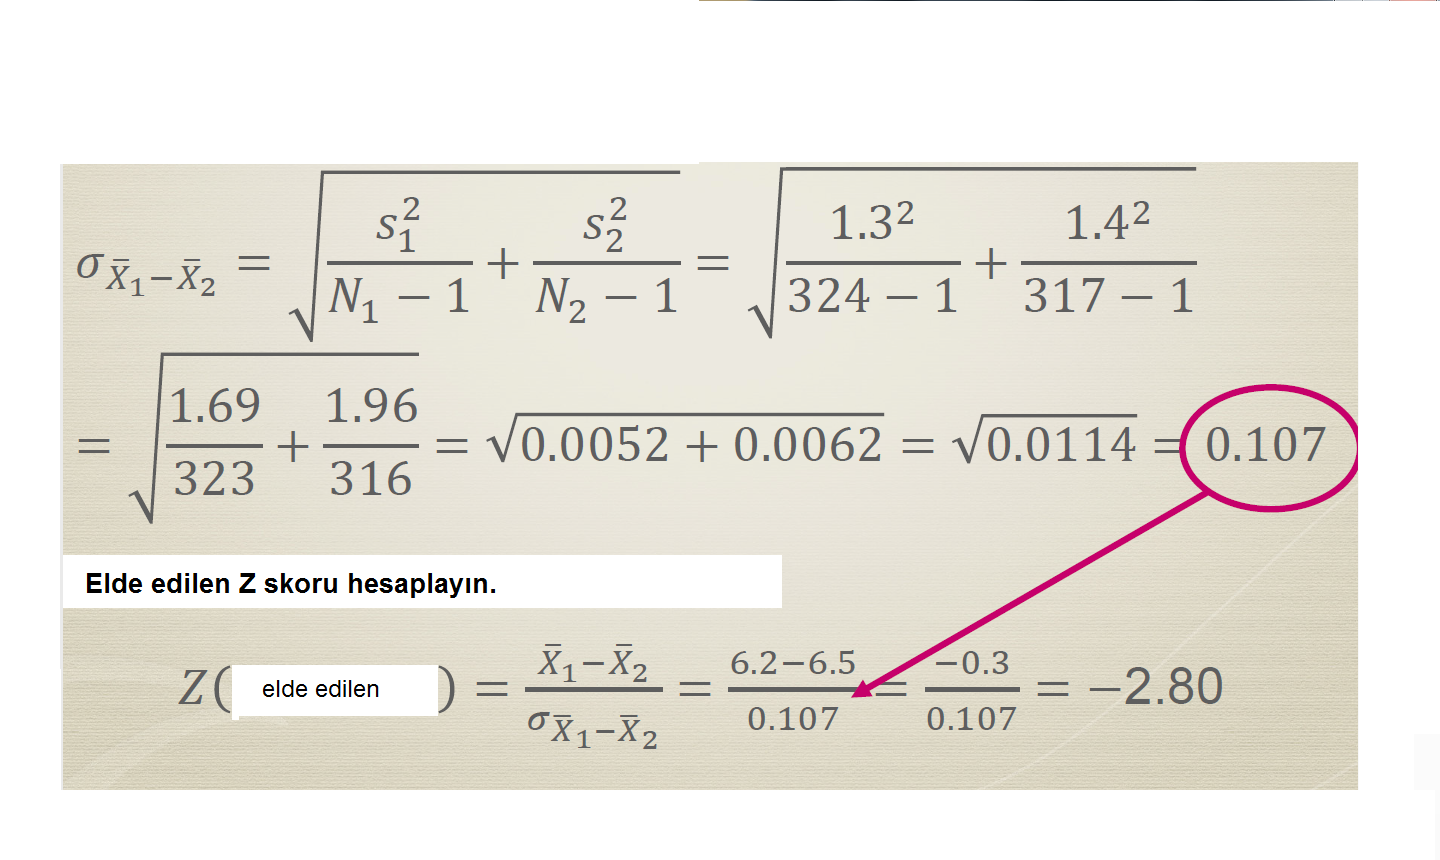 σ_{X̄₁−X̄₂} = √(s₁²/(N₁ − 1) + s₂²/(N₂ − 1)) = √(1.3²/(324 − 1) + 1.4²/(317 − 1))
= √(1.69/323 + 1.96/316) = √(0.0052 + 0.0062) = √0.0114 = 0.107
Elde edilen Z skoru hesaplayın.
Z( elde edilen ) = (X̄₁−X̄₂)/σ_{X̄₁−X̄₂} = (6.2−6.5)/0.107 = −0.3/0.107 = −2.80